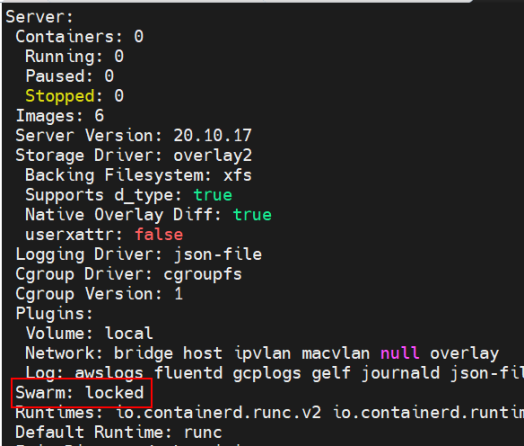 Server:
Containers: 0
Running: 0
Paused: 0
Stopped: 0
Images: 6
Server Version: 20.10.17
Storage Driver: overlay2
Backing Filesystem: xfs
Supports d_type: true
Native Overlay Diff: true
userxattr: false
Logging Driver: json-file
Cgroup Driver: cgroupfs
Cgroup Version: 1
Plugins:
Volume: local
Network: bridge host ipvlan macvlan null overlay
Log: awslogs fluentd gcplogs gelf journald json-fil
Swarm: locked
Runtimes: io.containerd.runc.v2 io.containerd.runtim
Default Runtime: runc